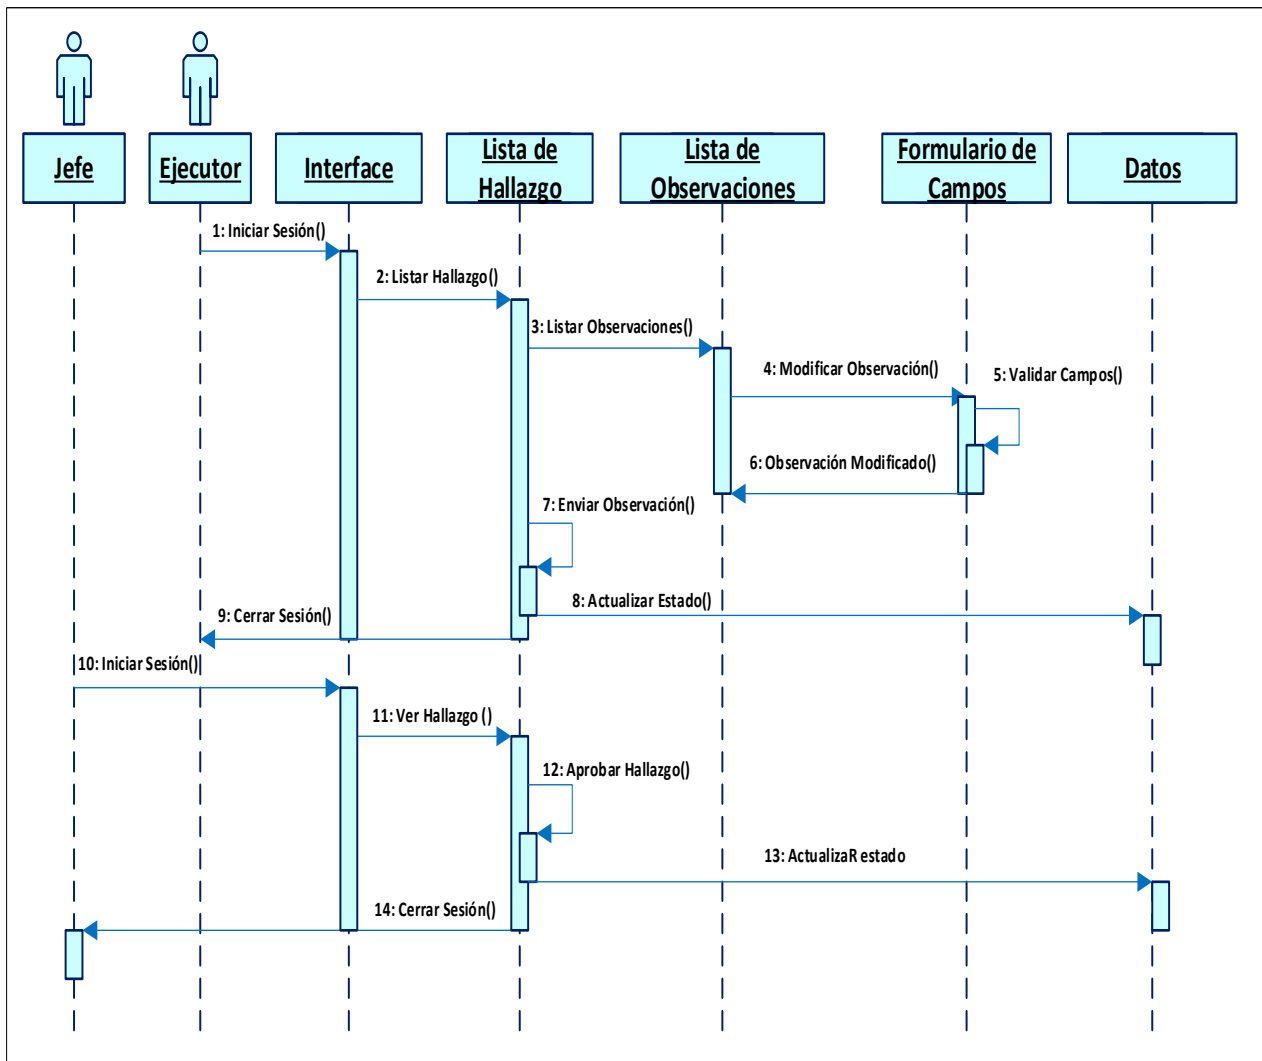 Jefe
Ejecutor
Interface
Lista de
Hallazgo
Lista de
Observaciones
Formulario de
Campos
Datos
1: Iniciar Sesión()
2: Listar Hallazgo()
3: Listar Observaciones()
4: Modificar Observación()
5: Validar Campos()
6: Observación Modificado()
7: Enviar Observación()
8: Actualizar Estado()
9: Cerrar Sesión()
10: Iniciar Sesión()
11: Ver Hallazgo ()
12: Aprobar Hallazgo()
13: ActualizaR estado
14: Cerrar Sesión()